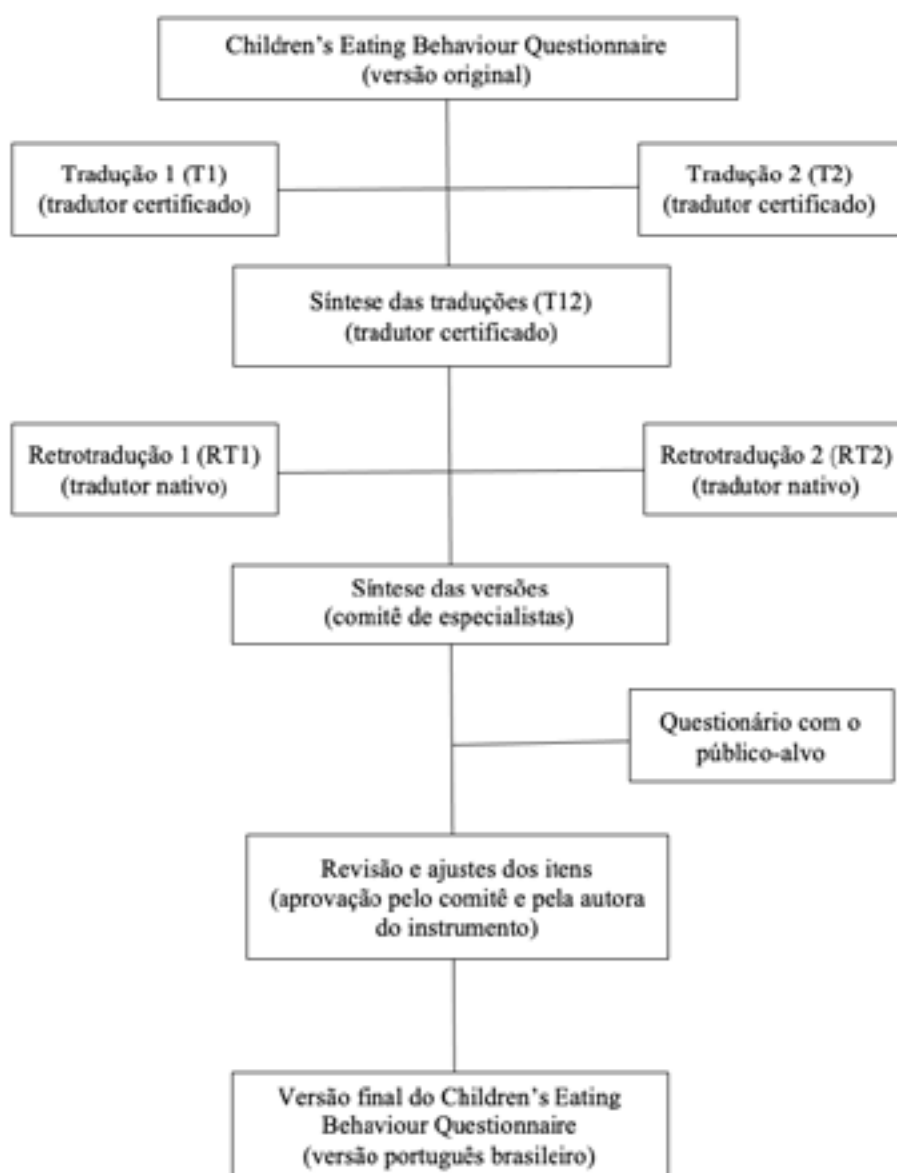 Children's Eating Behaviour Questionnaire
(versão original)
Tradução 1 (T1)
(tradutor certificado)
Tradução 2 (T2)
(tradutor certificado)
Síntese das traduções (T12)
(tradutor certificado)
Retrotradução 1 (RT1)
(tradutor nativo)
Retrotradução 2 (RT2)
(tradutor nativo)
Síntese das versões
(comitê de especialistas)
Questionário com o
público-alvo
Revisão e ajustes dos itens
(aprovação pelo comitê e pela autora
do instrumento)
Versão final do Children's Eating
Behaviour Questionnaire
(versão português brasileiro)